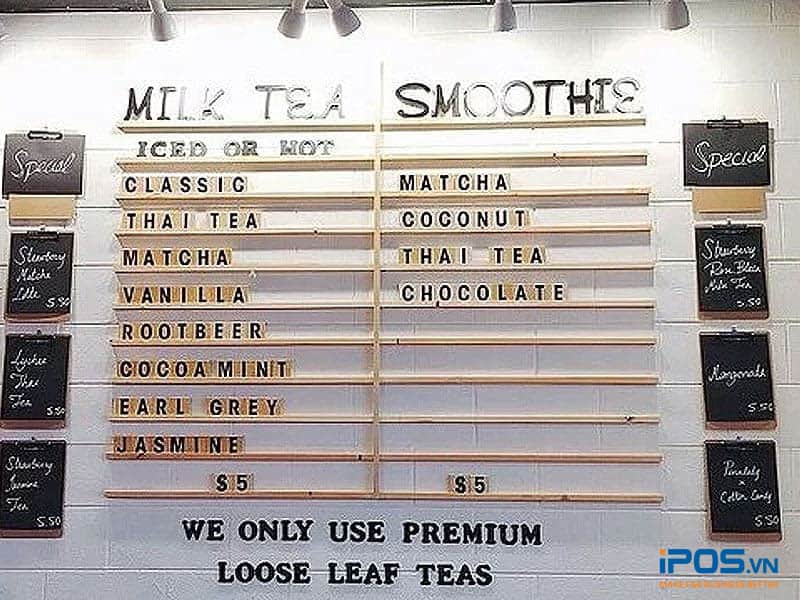 MILK TEA
ICED OR HOT
CLASSIC
THAI TEA
MATCHA
VANILLA
ROOTBEER
COCOA MINT
EARL GREY
JASMINE
$5
SMOOTHIE
MATCHA
COCONUT
THAI TEA
CHOCOLATE
$5
WE ONLY USE PREMIUM
LOOSE LEAF TEAS
Special
Strawberry
Matcha
Latte
5.50
Lychee
Thai
Tea
5.50
Strawberry
Jasmine
Tea
5.50
Special
Strawberry
Rose
Milk Tea
5.50
Mangonada
5.50
Cotton Candy
5.50
iPOS.VN